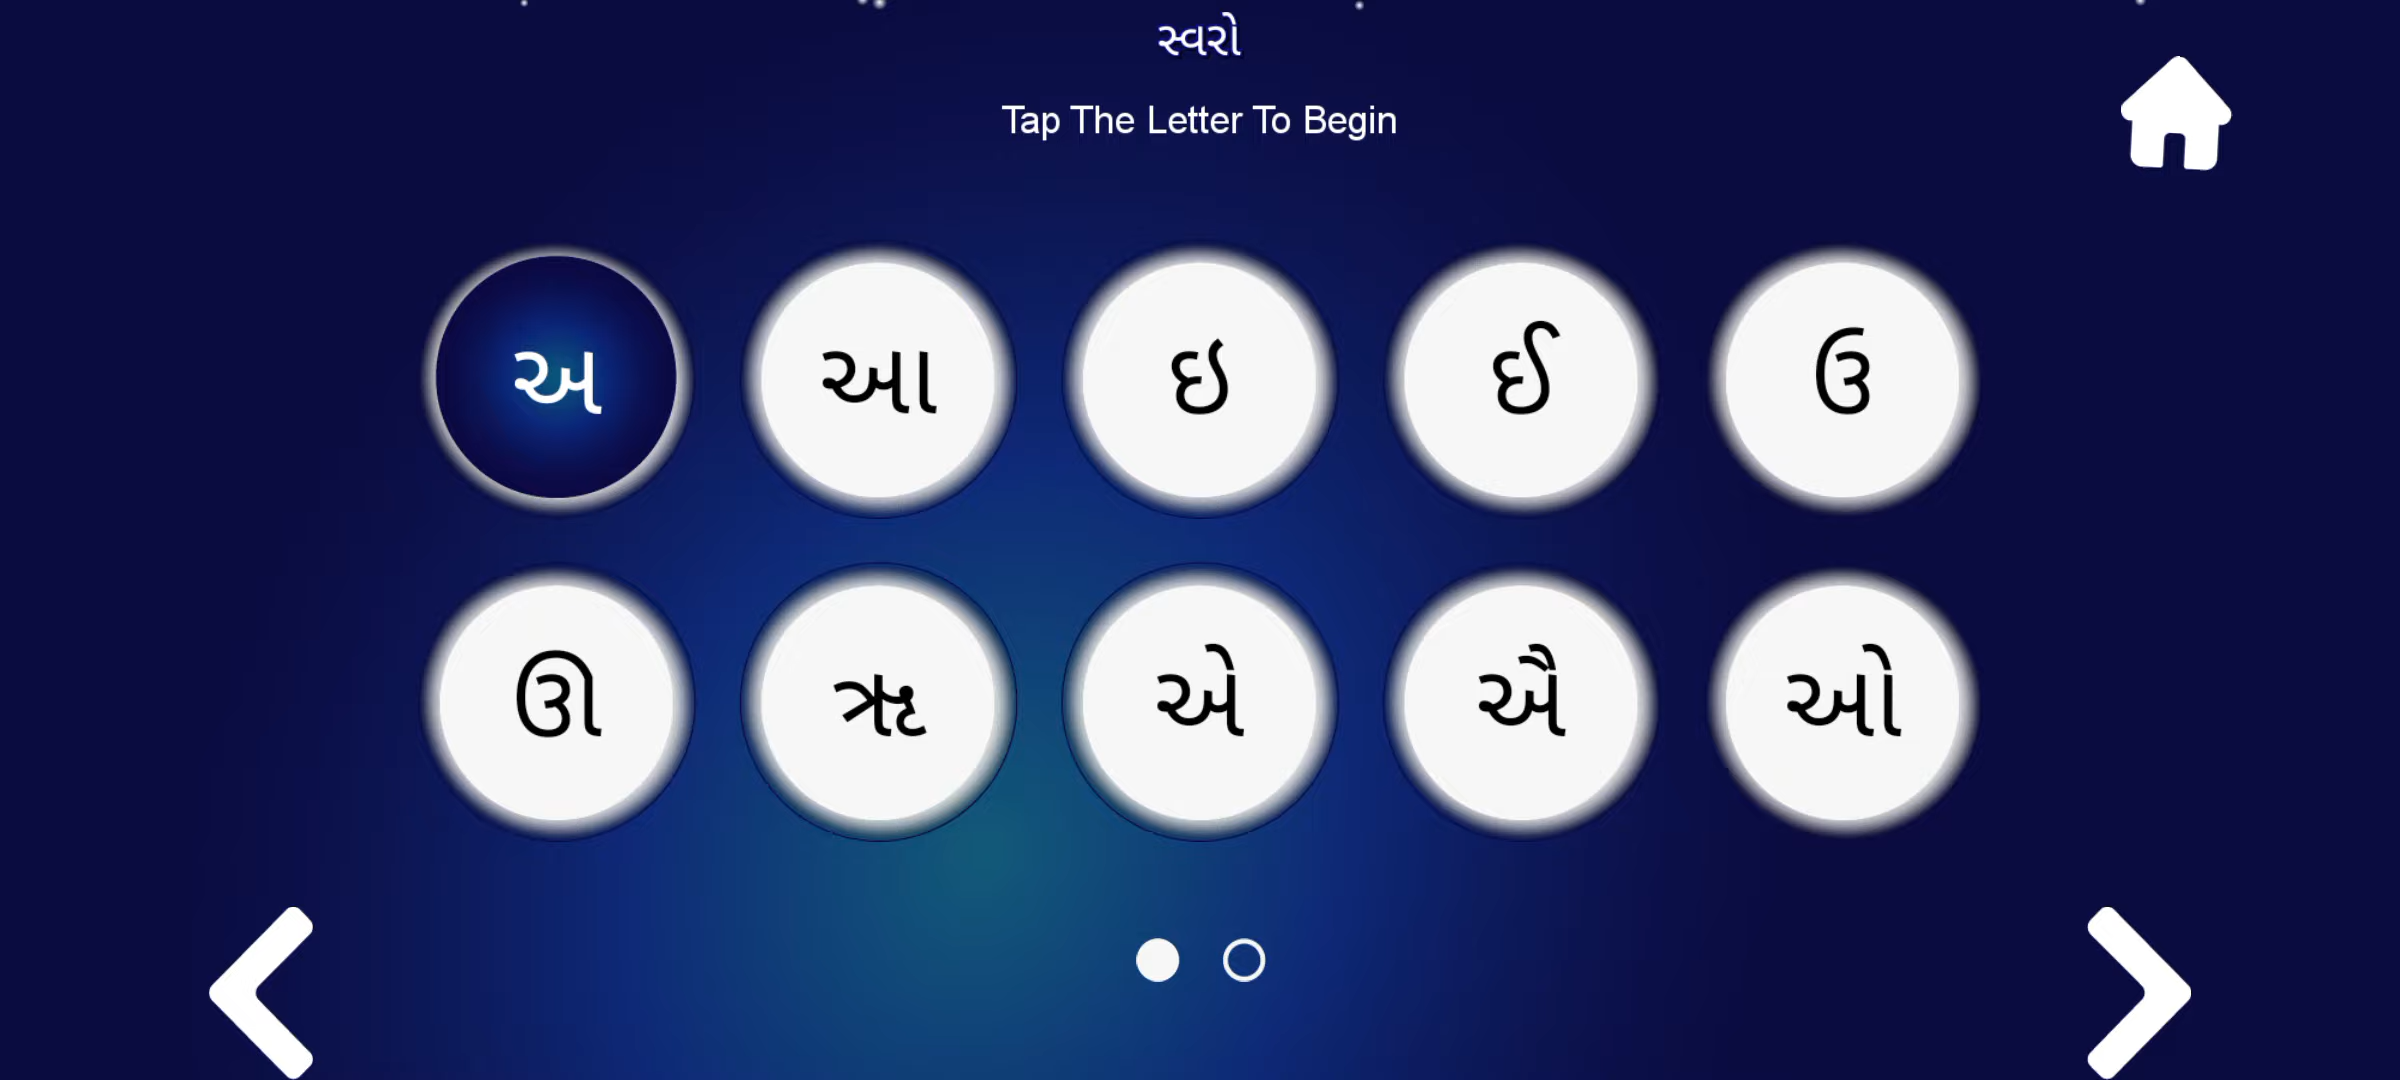 સ્વરો
Tap The Letter To Begin
અ આ ઇ ઈ ઉ
ઊ ઋ એ ઐ ઓ